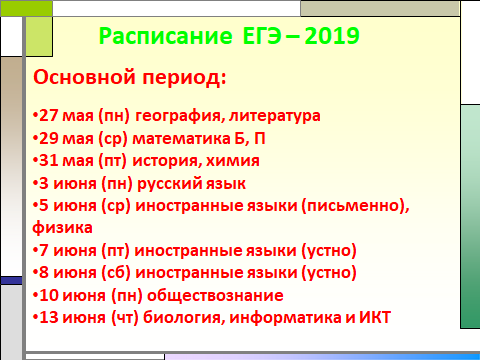 Расписание ЕГЭ – 2019
Основной период:
•27 мая (пн) география, литература
•29 мая (ср) математика Б, П
•31 мая (пт) история, химия
•3 июня (пн) русский язык
•5 июня (ср) иностранные языки (письменно),
физика
•7 июня (пт) иностранные языки (устно)
•8 июня (сб) иностранные языки (устно)
•10 июня (пн) обществознание
•13 июня (чт) биология, информатика и ИКТ